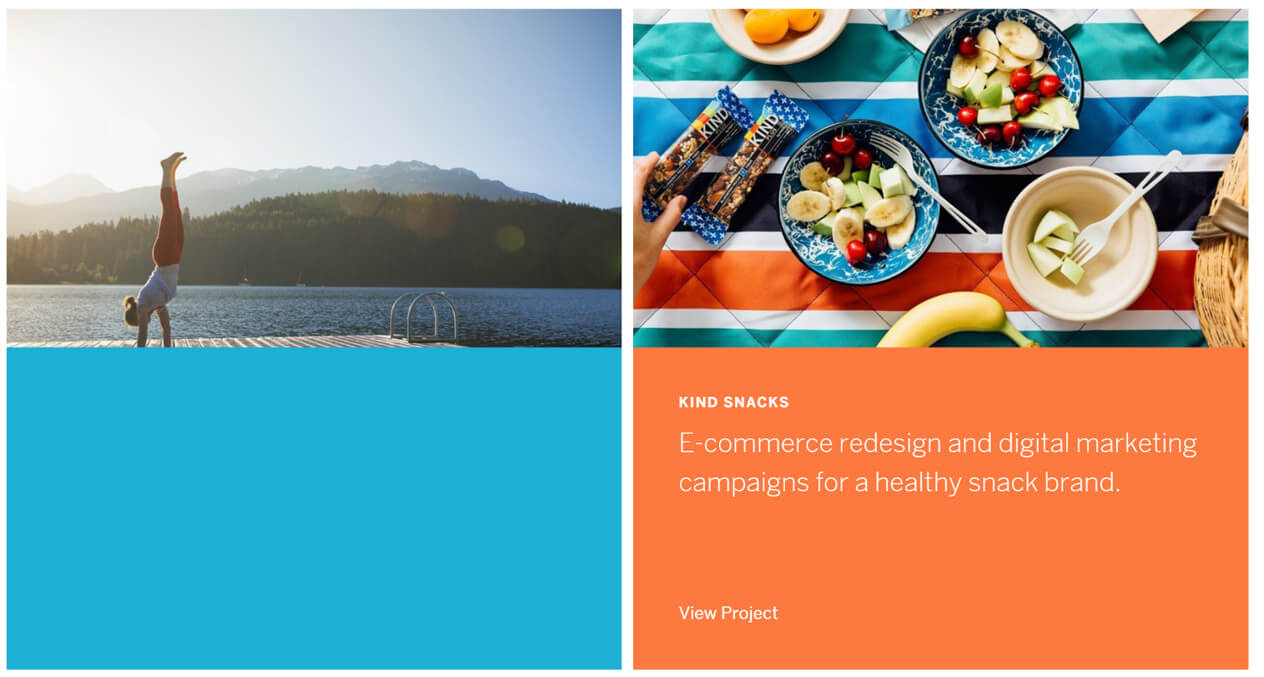 KIND
KIND
KIND SNACKS
E-commerce redesign and digital marketing
campaigns for a healthy snack brand.
View Project